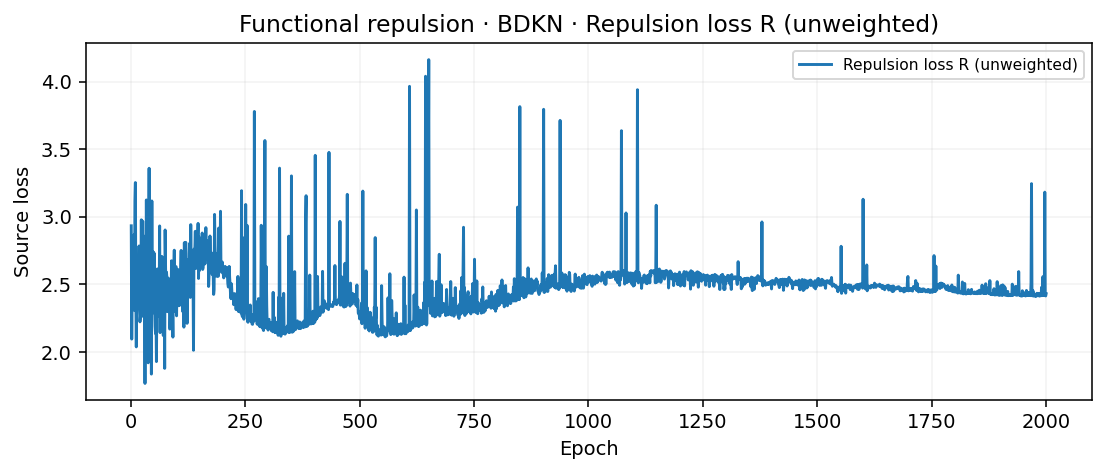 Functional repulsion · BDKN · Repulsion loss R (unweighted)
Repulsion loss R (unweighted)
Source loss
4.0
3.5
3.0
2.5
2.0
0 250 500 750 1000 1250 1500 1750 2000
Epoch